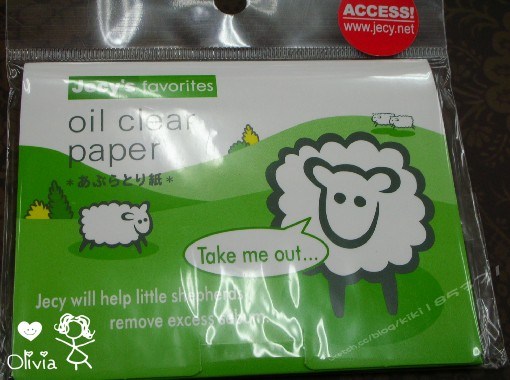 ACCESS!
www.jecy.net
Jecy's favorites
oil clear
paper
*あぶらとり紙*
Take me out...
Jecy will help little shepherds
remove excess sebum
Olivia